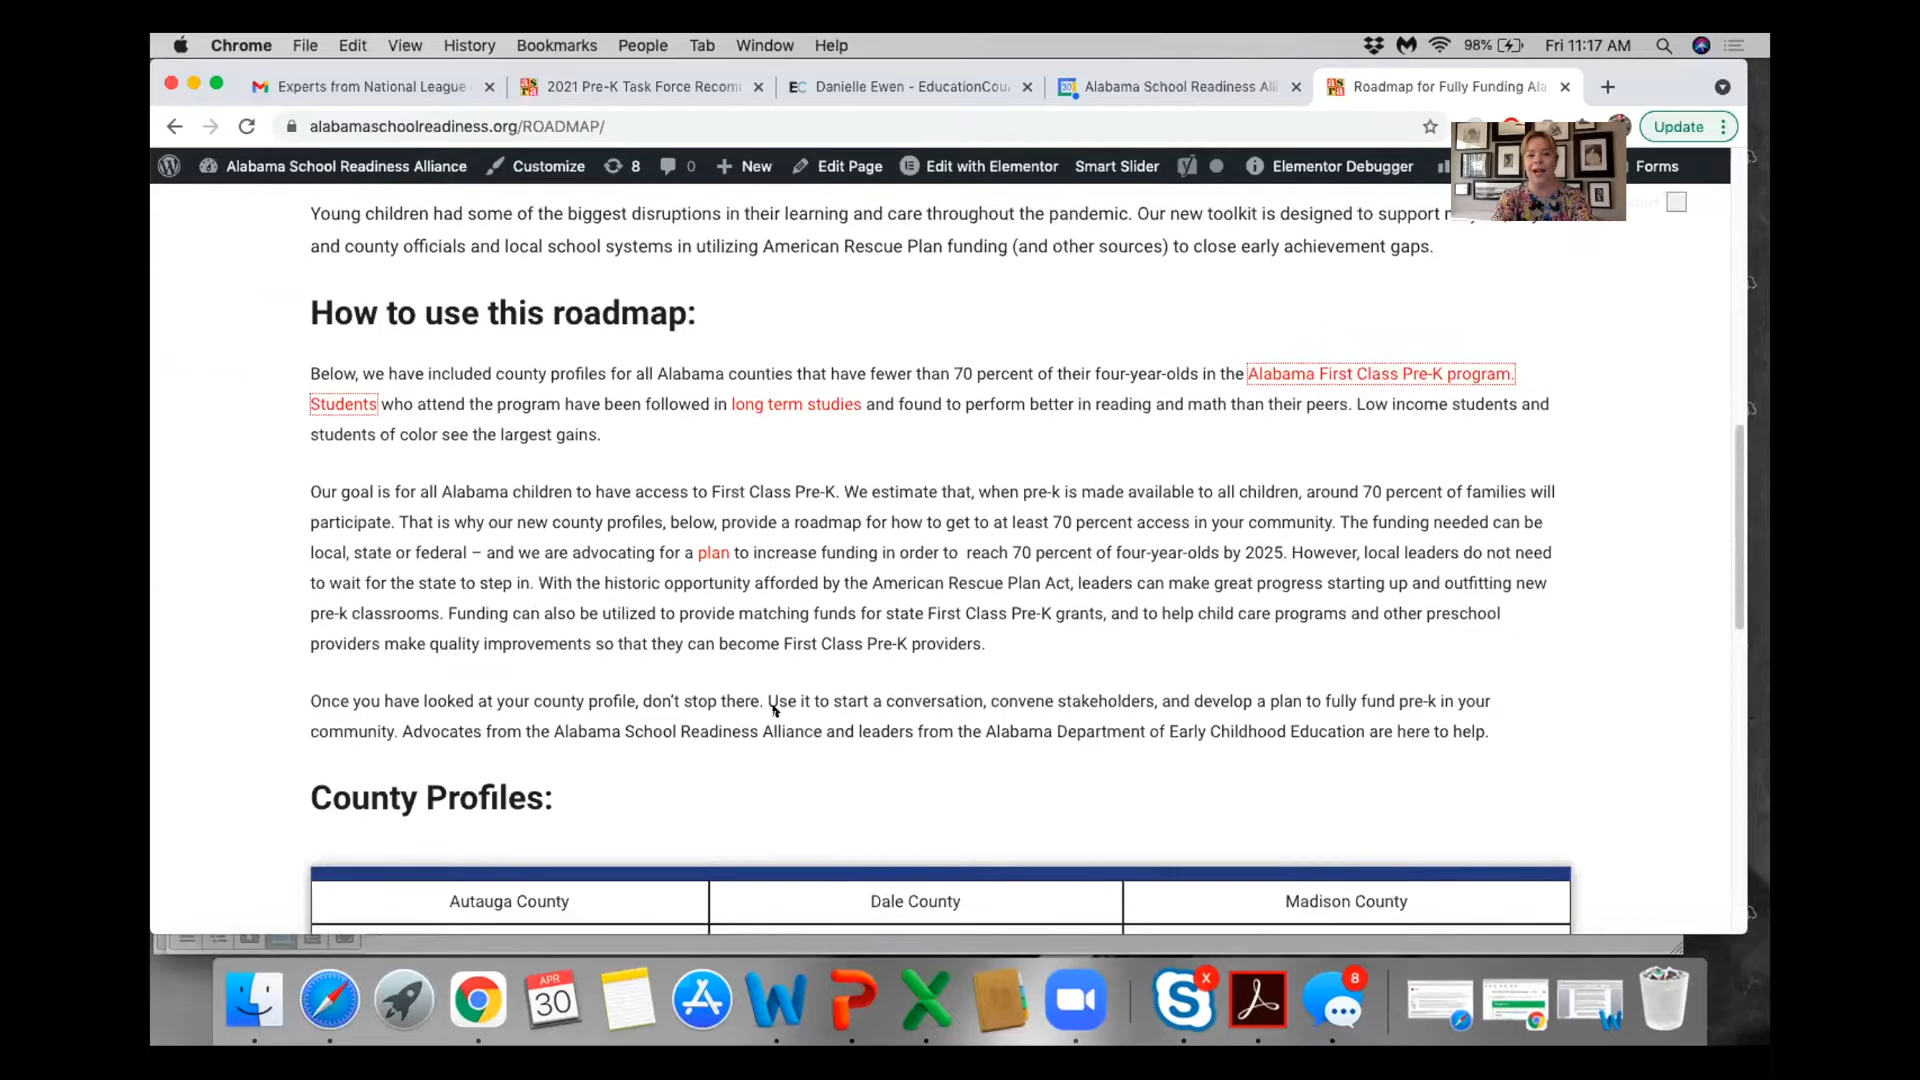 Chrome File Edit View History Bookmarks People Tab Window Help 98% Fri 11:17 AM
Experts from National League
2021 Pre-K Task Force Recom
EC Danielle Ewen - EducationCou
Alabama School Readiness Alli
Roadmap for Fully Funding Ala
alabamaschoolreadiness.org/ROADMAP/
Update
Alabama School Readiness Alliance Customize 8 0 New Edit Page Edit with Elementor Smart Slider Elementor Debugger Forms
Young children had some of the biggest disruptions in their learning and care throughout the pandemic. Our new toolkit is designed to support
and county officials and local school systems in utilizing American Rescue Plan funding (and other sources) to close early achievement gaps.
How to use this roadmap:
Below, we have included county profiles for all Alabama counties that have fewer than 70 percent of their four-year-olds in the Alabama First Class Pre-K program.
Students who attend the program have been followed in long term studies and found to perform better in reading and math than their peers. Low income students and
students of color see the largest gains.
Our goal is for all Alabama children to have access to First Class Pre-K. We estimate that, when pre-k is made available to all children, around 70 percent of families will
participate. That is why our new county profiles, below, provide a roadmap for how to get to at least 70 percent access in your community. The funding needed can be
local, state or federal – and we are advocating for a plan to increase funding in order to reach 70 percent of four-year-olds by 2025. However, local leaders do not need
to wait for the state to step in. With the historic opportunity afforded by the American Rescue Plan Act, leaders can make great progress starting up and outfitting new
pre-k classrooms. Funding can also be utilized to provide matching funds for state First Class Pre-K grants, and to help child care programs and other preschool
providers make quality improvements so that they can become First Class Pre-K providers.
Once you have looked at your county profile, don't stop there. Use it to start a conversation, convene stakeholders, and develop a plan to fully fund pre-k in your
community. Advocates from the Alabama School Readiness Alliance and leaders from the Alabama Department of Early Childhood Education are here to help.
County Profiles:
Autauga County Dale County Madison County
APR
30
X
8